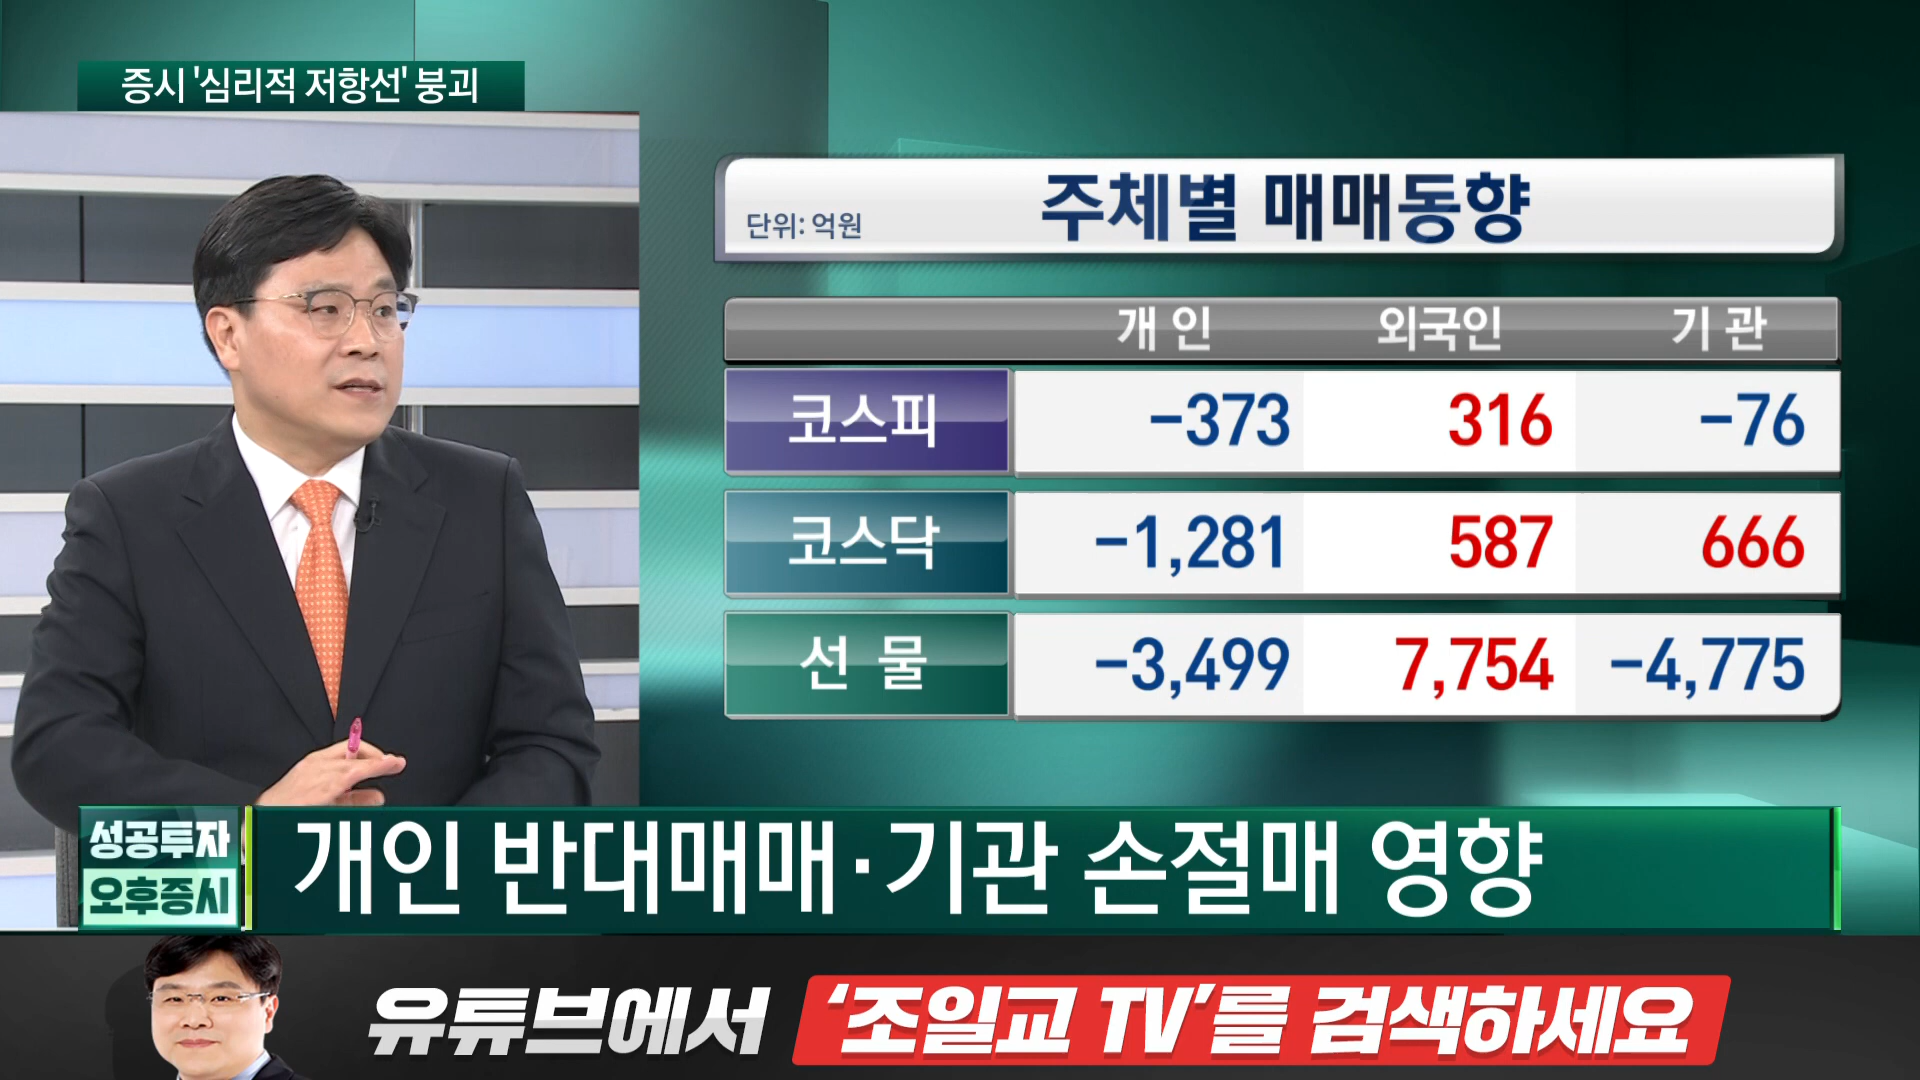 증시 '심리적 저항선' 붕괴
주체별 매매동향
단위: 억원
개 인 외국인 기 관
코스피 -373 316 -76
코스닥 -1,281 587 666
선 물 -3,499 7,754 -4,775
성공투자
오후증시
개인 반대매매·기관 손절매 영향
유튜브에서 '조일교 TV'를 검색하세요